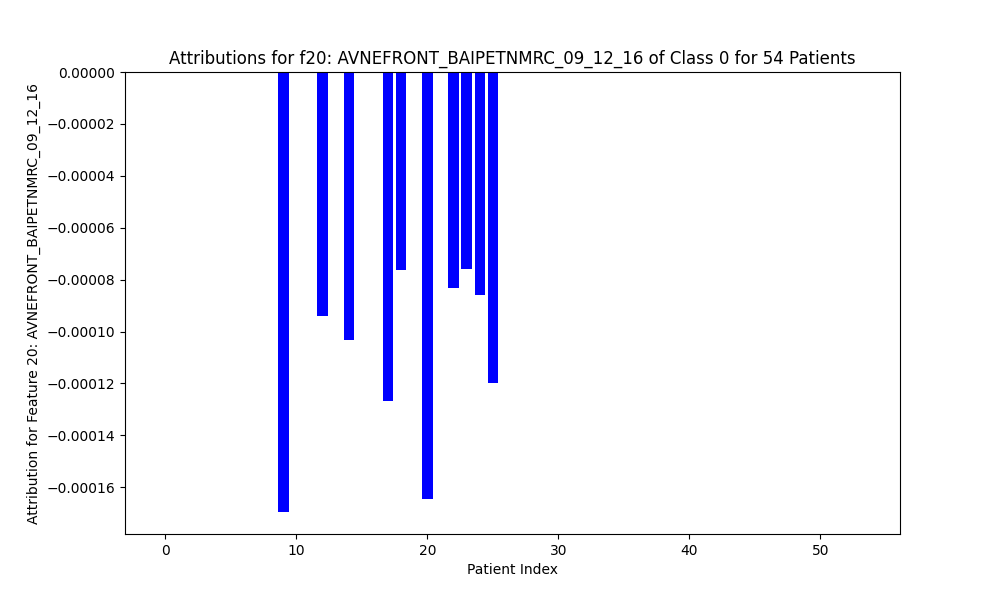 Attributions for f20: AVNEFRONT_BAIPETNMRC_09_12_16 of Class 0 for 54 Patients
Attribution for Feature 20: AVNEFRONT_BAIPETNMRC_09_12_16
0.00000
−0.00002
−0.00004
−0.00006
−0.00008
−0.00010
−0.00012
−0.00014
−0.00016
0 10 20 30 40 50
Patient Index